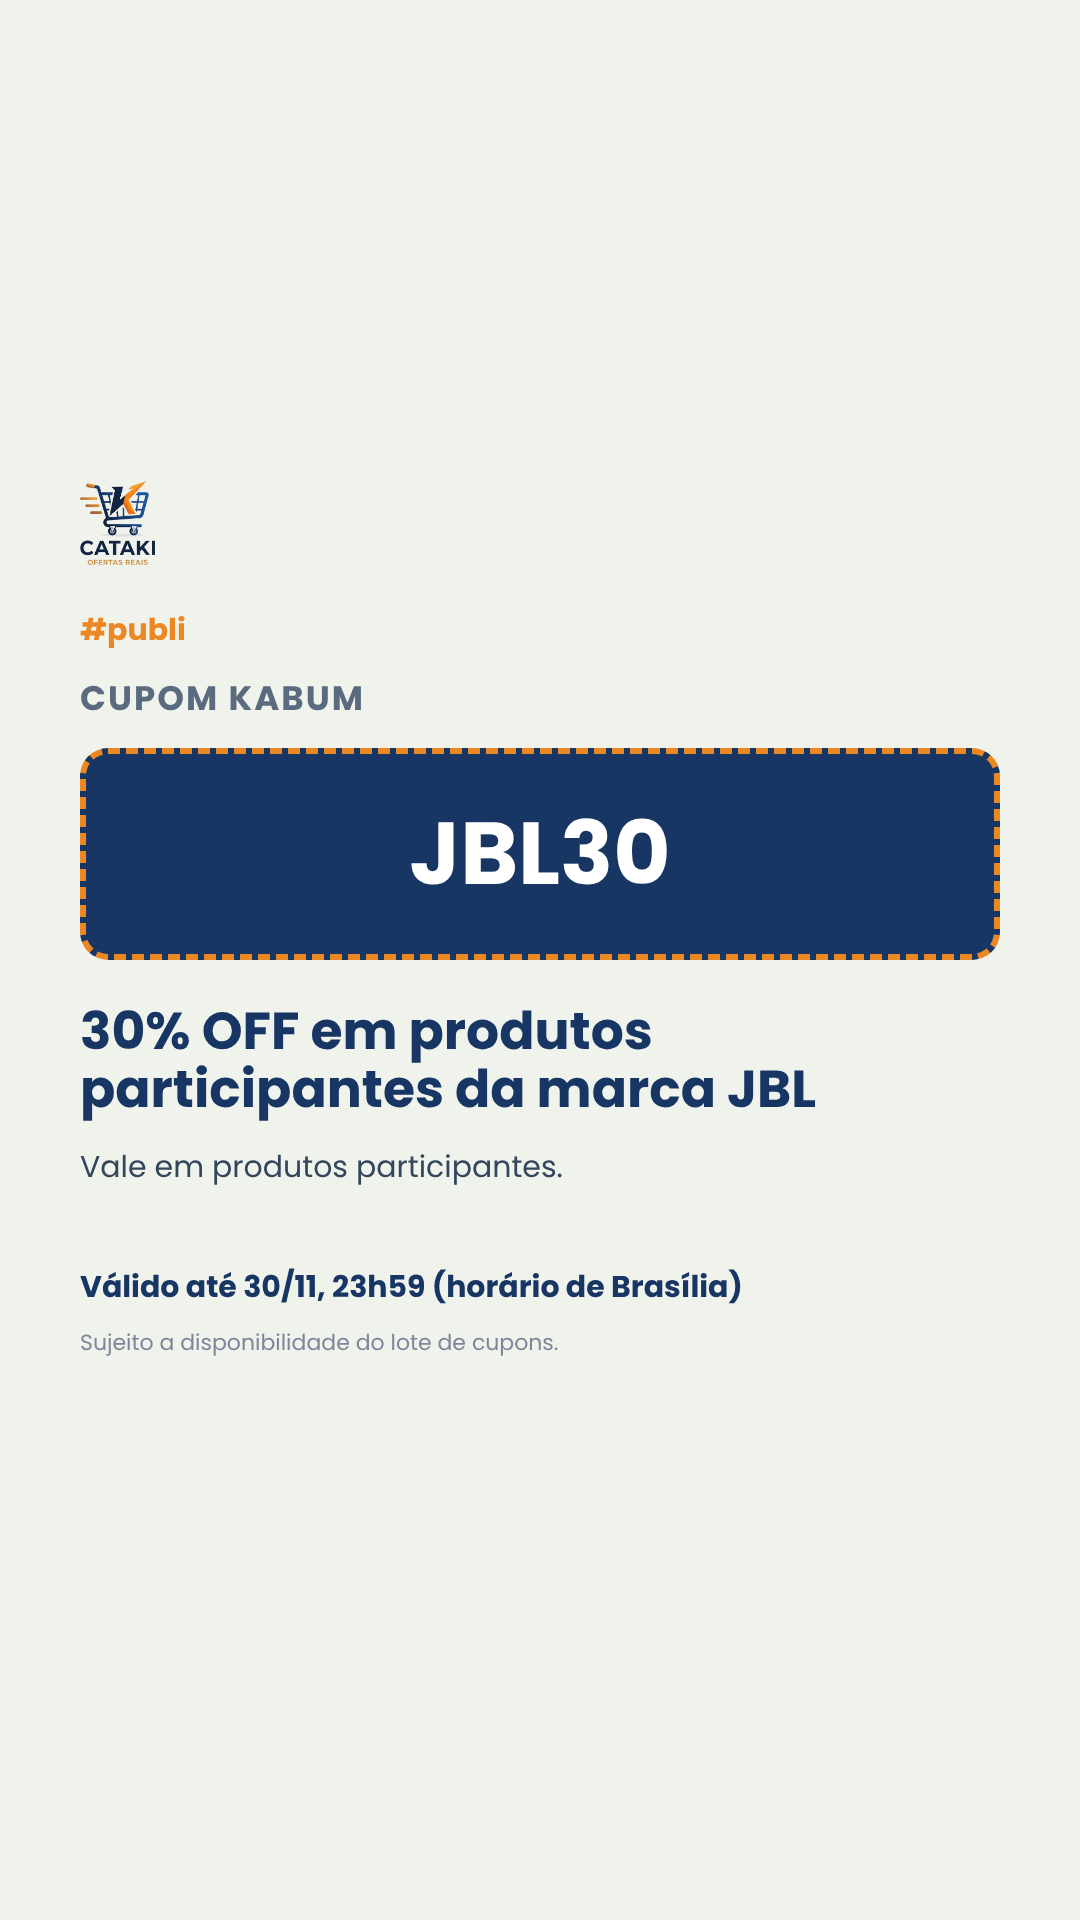 CATAKI
OFERTAS REAIS
#publi
CUPOM KABUM
JBL30
30% OFF em produtos
participantes da marca JBL
Vale em produtos participantes.
Válido até 30/11, 23h59 (horário de Brasília)
Sujeito a disponibilidade do lote de cupons.